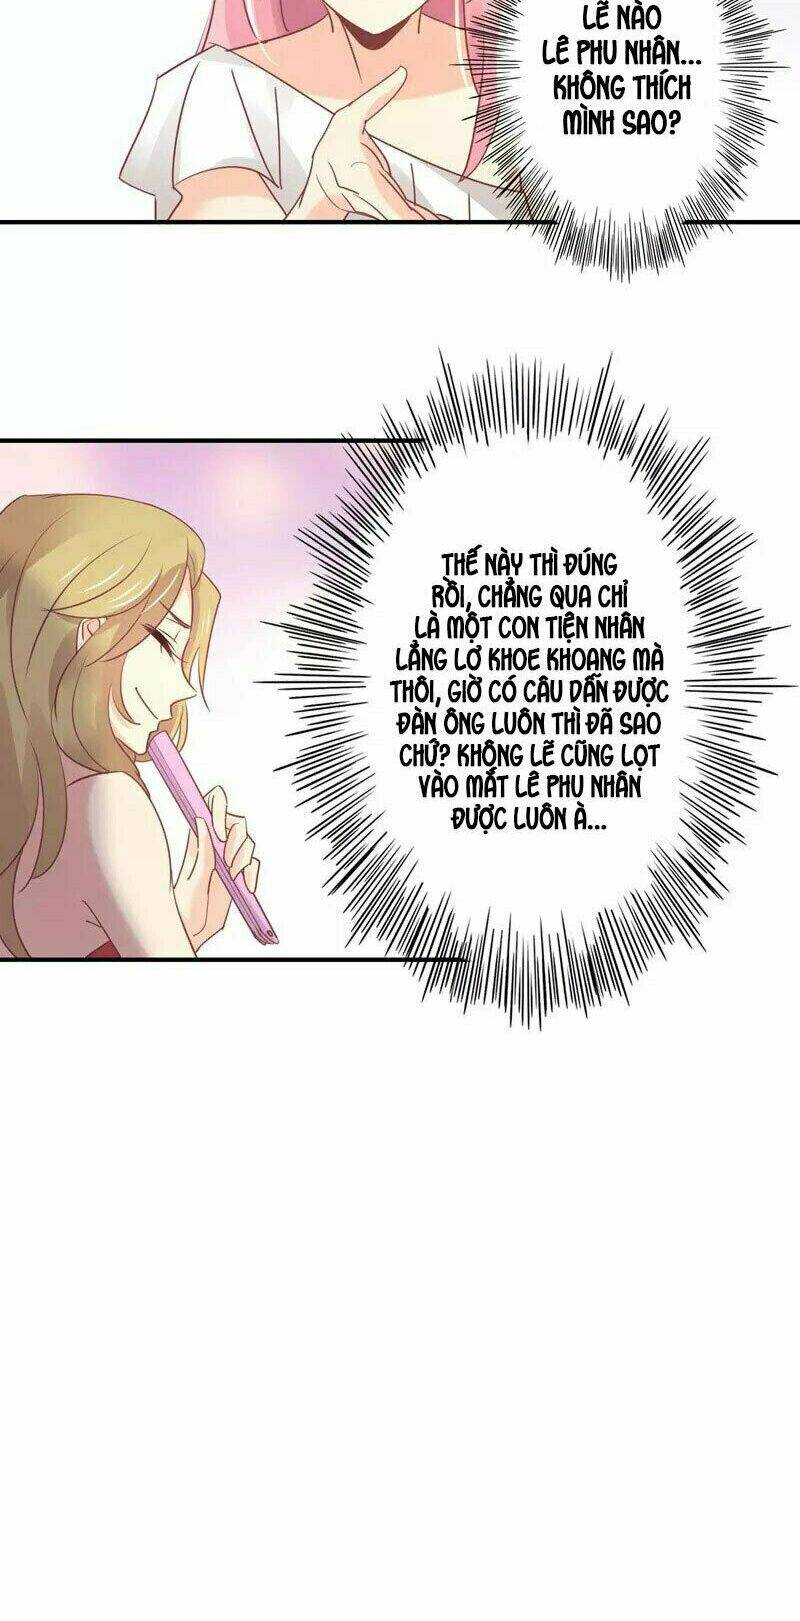 LẼ NÀO
LÊ PHU NHÂN...
KHÔNG THÍCH
MÌNH SAO?
THẾ NÀY THÌ ĐÚNG
RỒI, CHẲNG QUA CHỈ
LÀ MỘT CON TIỆN NHÂN
LẲNG LƠ KHOE KHOANG MÀ
THÔI, GIỜ CÓ CÂU DẪN ĐƯỢC
ĐÀN ÔNG LUÔN THÌ ĐÃ SAO
CHỨ? KHÔNG LẼ CŨNG LỌT
VÀO MẮT LÊ PHU NHÂN
ĐƯỢC LUÔN À...